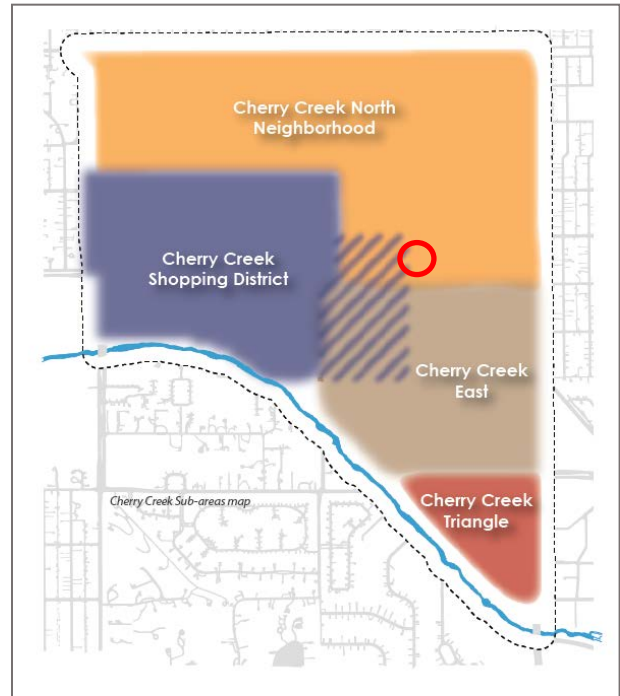 Cherry Creek North
Neighborhood
Cherry Creek
Shopping District
Cherry Creek
East
Cherry Creek
Triangle
Cherry Creek Sub-areas map